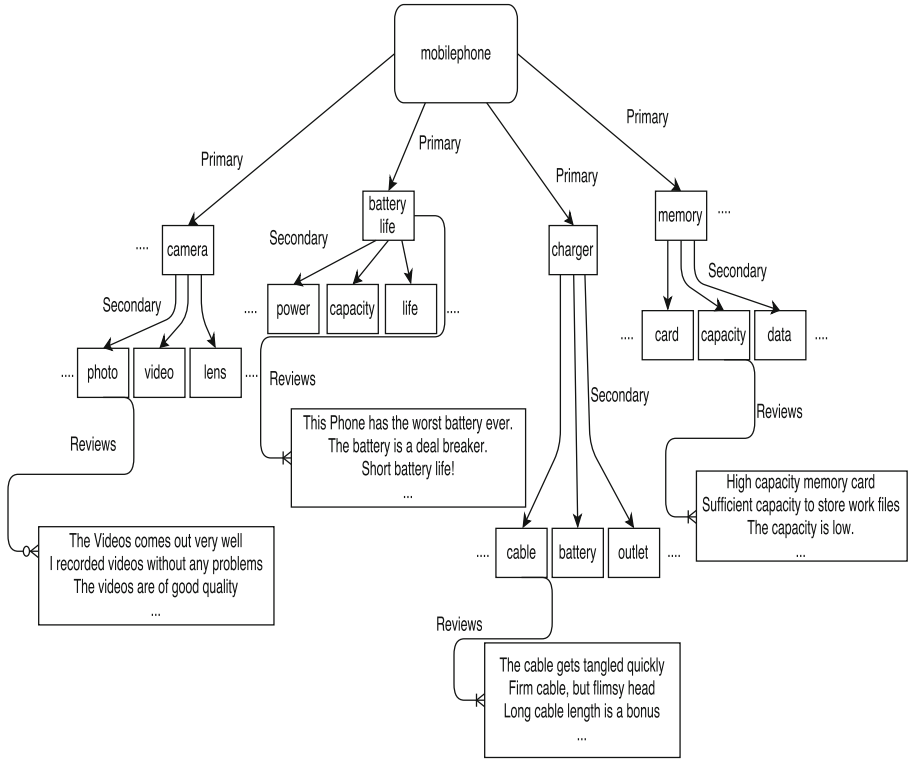 mobilephone
Primary
Primary
Primary
Primary
battery
life
memory
....
....
camera
Secondary
charger
Secondary
Secondary
....
power
capacity
life
....
....
card
capacity
data
....
....
photo
video
lens
....
Reviews
Secondary
Reviews
Reviews
This Phone has the worst battery ever.
The battery is a deal breaker.
Short battery life!
...
High capacity memory card
Sufficient capacity to store work files
The capacity is low.
...
The Videos comes out very well
I recorded videos without any problems
The videos are of good quality
...
....
cable
battery
outlet
....
Reviews
The cable gets tangled quickly
Firm cable, but flimsy head
Long cable length is a bonus
...